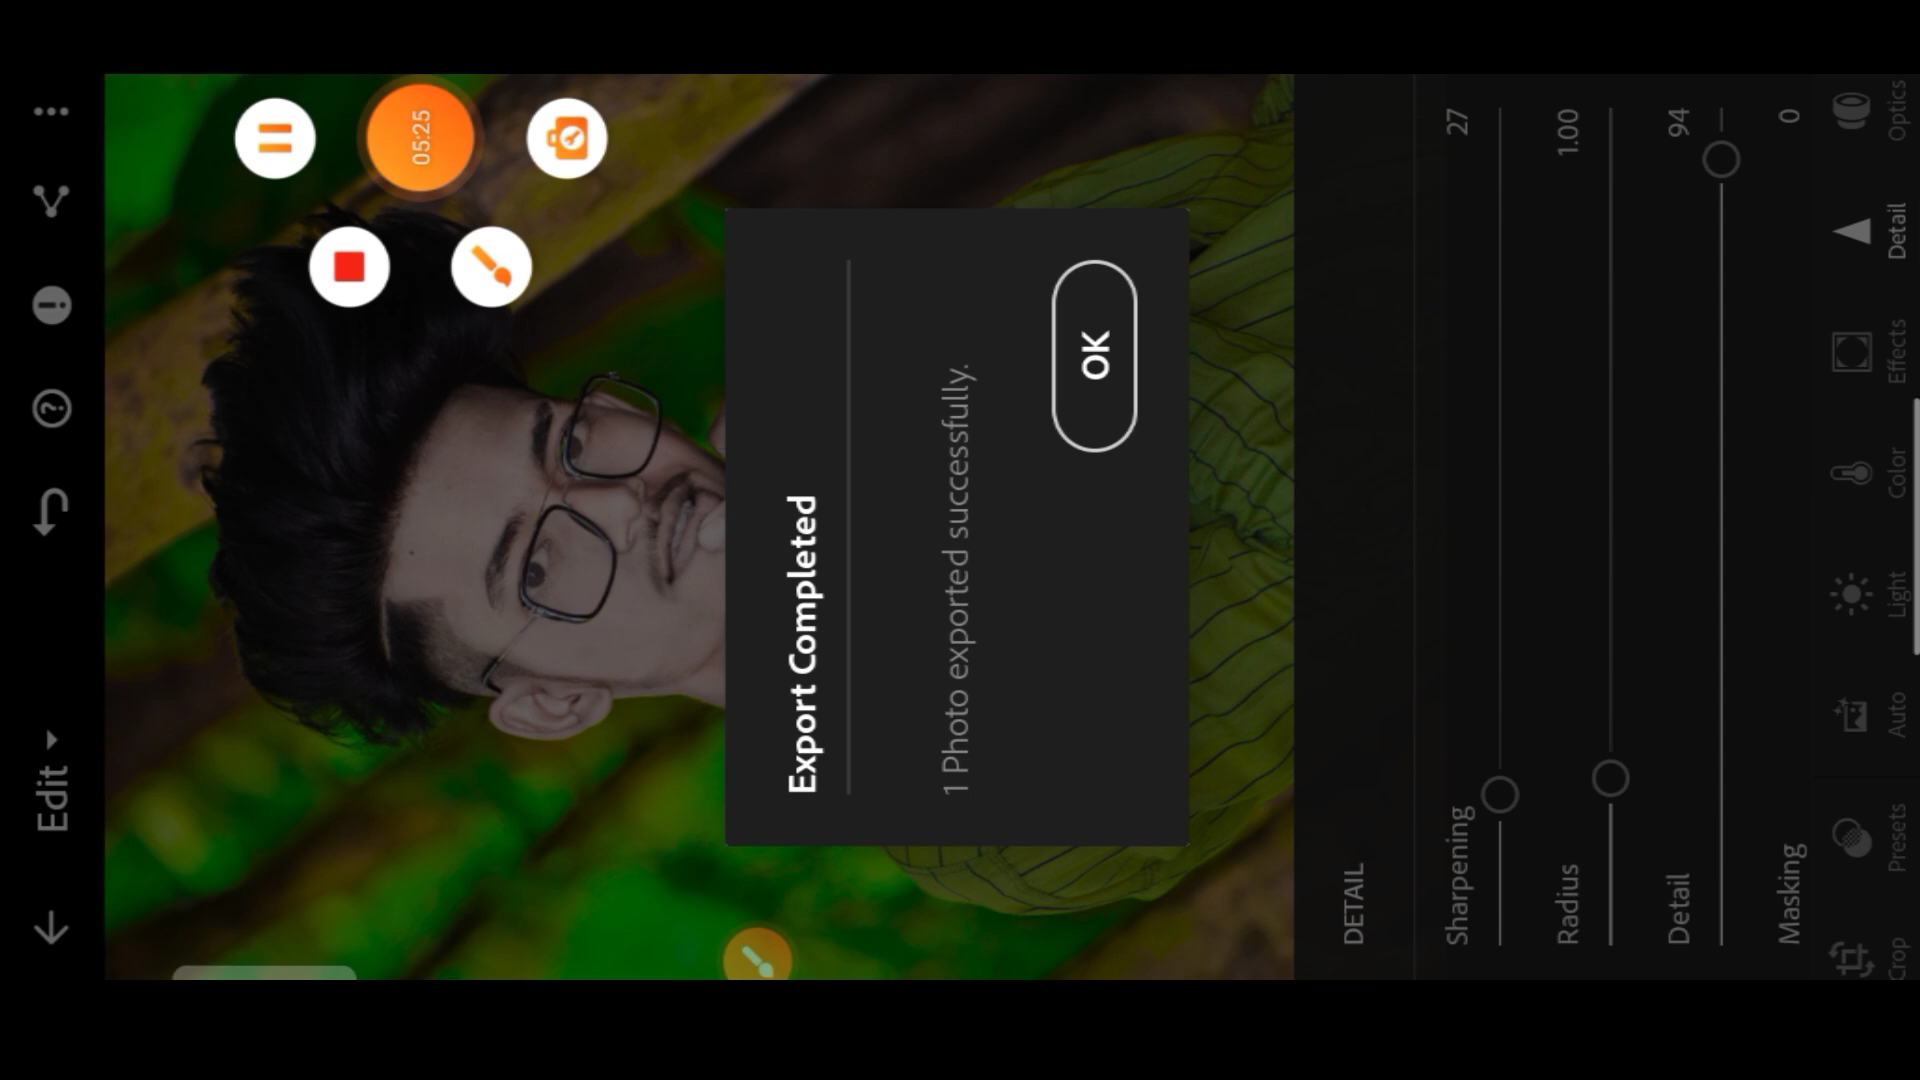 Edit
05:25
Export Completed
1 Photo exported successfully.
OK
DETAIL
Sharpening 27
Radius 1.00
Detail 94
Masking 0
Crop
Presets
Auto
Light
Color
Effects
Detail
Optics